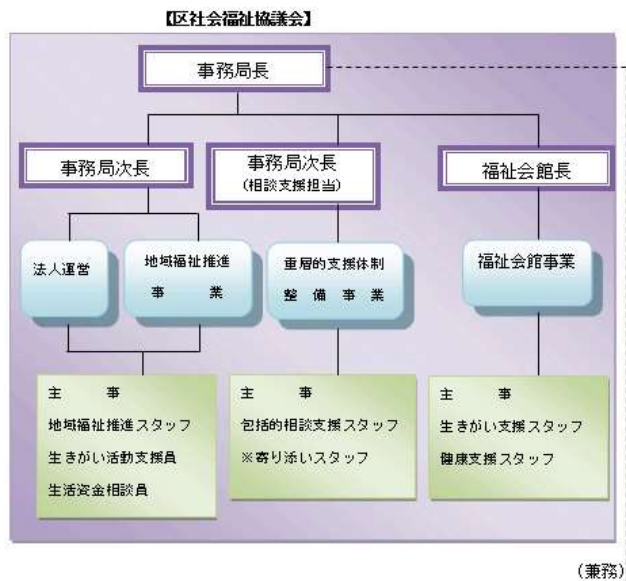 【区社会福祉協議会】
事務局長
事務局次長
事務局次長
(相談支援担当)
福祉会館長
法人運営
地域福祉推進
事 業
重層的支援体制
整 備 事 業
福祉会館事業
主 事
地域福祉推進スタッフ
生きがい活動支援員
生活資金相談員
主 事
包括的相談支援スタッフ
※寄り添いスタッフ
主 事
生きがい支援スタッフ
健康支援スタッフ
(兼務)